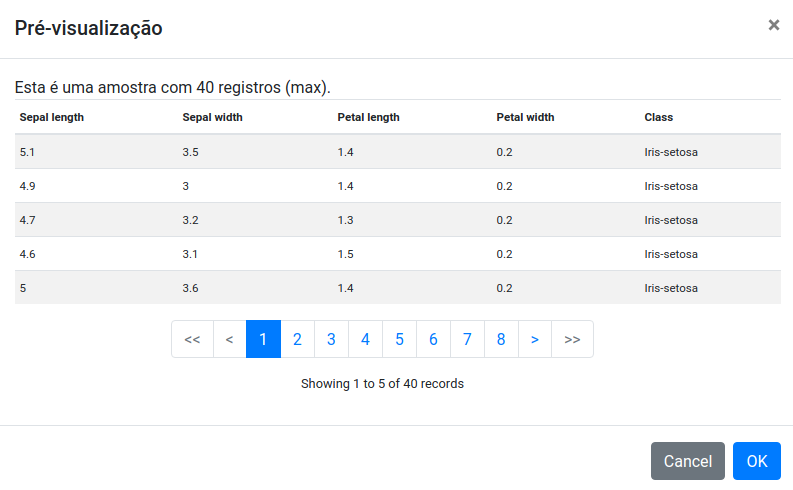 Pré-visualização ×
Esta é uma amostra com 40 registros (max).
Sepal length Sepal width Petal length Petal width Class
5.1 3.5 1.4 0.2 Iris-setosa
4.9 3 1.4 0.2 Iris-setosa
4.7 3.2 1.3 0.2 Iris-setosa
4.6 3.1 1.5 0.2 Iris-setosa
5 3.6 1.4 0.2 Iris-setosa
<< < 1 2 3 4 5 6 7 8 > >>
Showing 1 to 5 of 40 records
Cancel OK